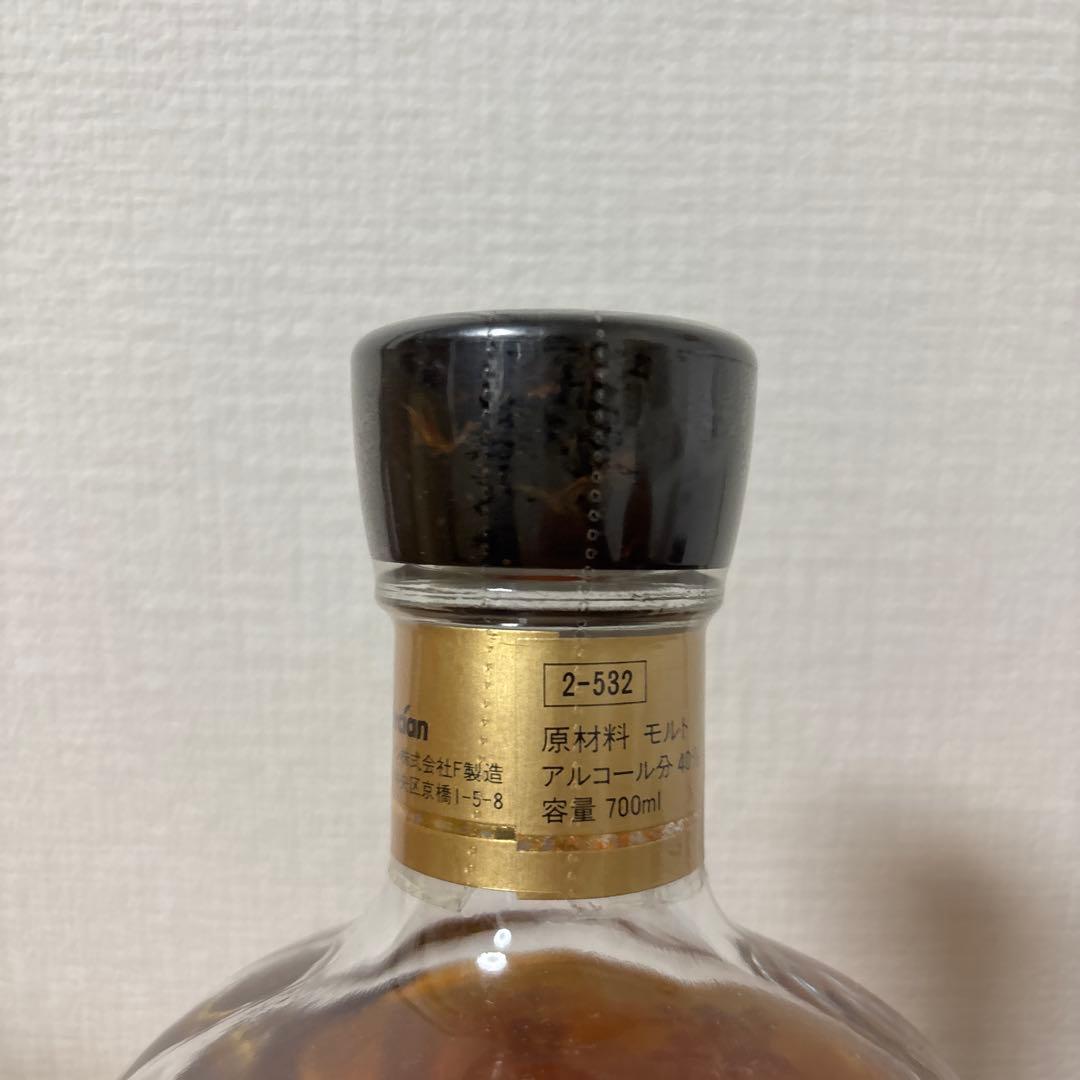 2-532
原材料 モルト
アルコール分 40
容量 700ml
株式会社F製造
区京橋1-5-8